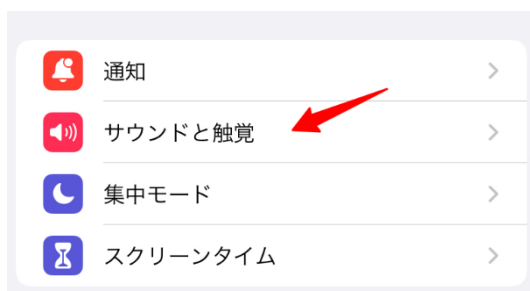 通知
サウンドと触覚
集中モード
スクリーンタイム